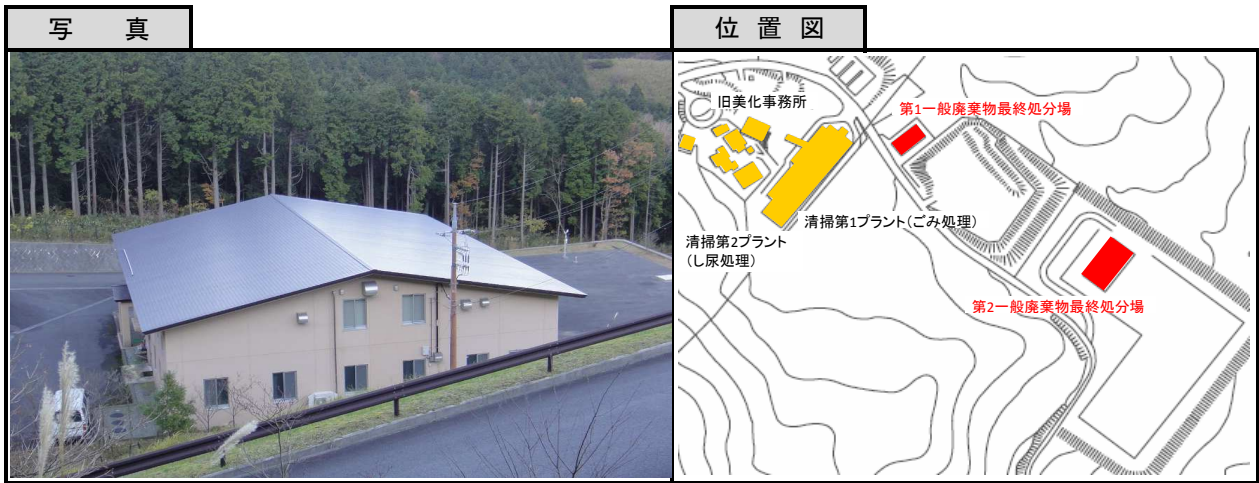 写　真
位 置 図
旧美化事務所
第1一般廃棄物最終処分場
清掃第1プラント(ごみ処理)
清掃第2プラント
(し尿処理)
第2一般廃棄物最終処分場